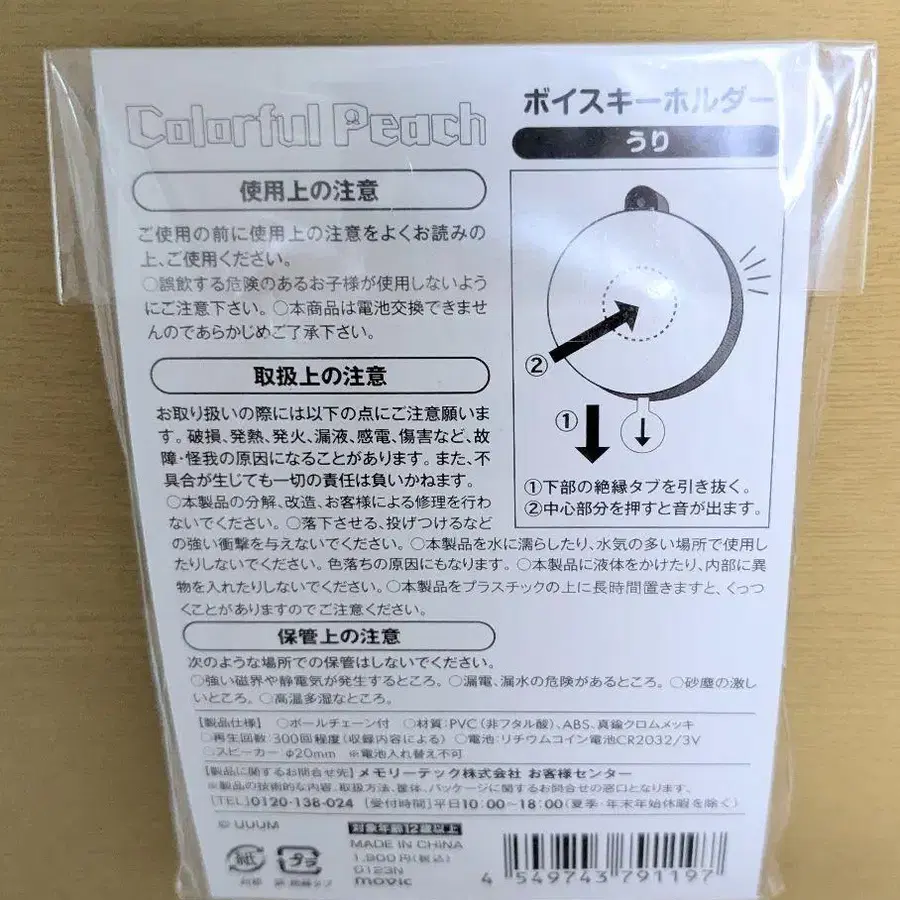 Colorful Peach
ボイスキーホルダー
うり
使用上の注意
ご使用の前に使用上の注意をよくお読みの
上、ご使用ください。
○誤飲する危険のあるお子様が使用しないよう
にご注意下さい。○本商品は電池交換できませ
んのであらかじめご了承下さい。
取扱上の注意
お取り扱いの際には以下の点にご注意願いま
す。破損、発熱、発火、漏液、感電、傷害など、故
障・怪我の原因になることがあります。また、不
具合が生じても一切の責任は負いかねます。
○本製品の分解、改造、お客様による修理を行わ
ないでください。○落下させる、投げつけるなど
の強い衝撃を与えないでください。○本製品を水に濡らしたり、水気の多い場所で使用し
たりしないでください。色落ちの原因にもなります。○本製品に液体をかけたり、内部に異
物を入れたりしないでください。○本製品をプラスチックの上に長時間置きますと、くっつ
くことがありますのでご注意ください。
②
①
①下部の絶縁タブを引き抜く。
②中心部分を押すと音が出ます。
保管上の注意
次のような場所での保管はしないでください。
○強い磁界や静電気が発生するところ。○漏電、漏水の危険があるところ。○砂塵の激し
いところ。○高温多湿なところ。
【製品仕様】 ○ボールチェーン付 ○材質:PVC(非フタル酸)、ABS、真鍮クロムメッキ
○再生回数:300回程度(収録内容による) ○電池:リチウムコイン電池CR2032/3V
○スピーカー φ20mm ※電池入れ替え不可
【製品に関するお問合せ先】メモリーテック株式会社 お客様センター
※製品の技術的な内容、取扱方法、筐体、パッケージに関するお問合せの窓口となります。
【TEL】0120-138-024 【受付時間】平日10:00~18:00(夏季・年末年始休暇を除く)
© UUUM
対象年齢12歳以上
MADE IN CHINA
1,900円(税込)
0123N
movic
紙
プラ
4 549743 791197